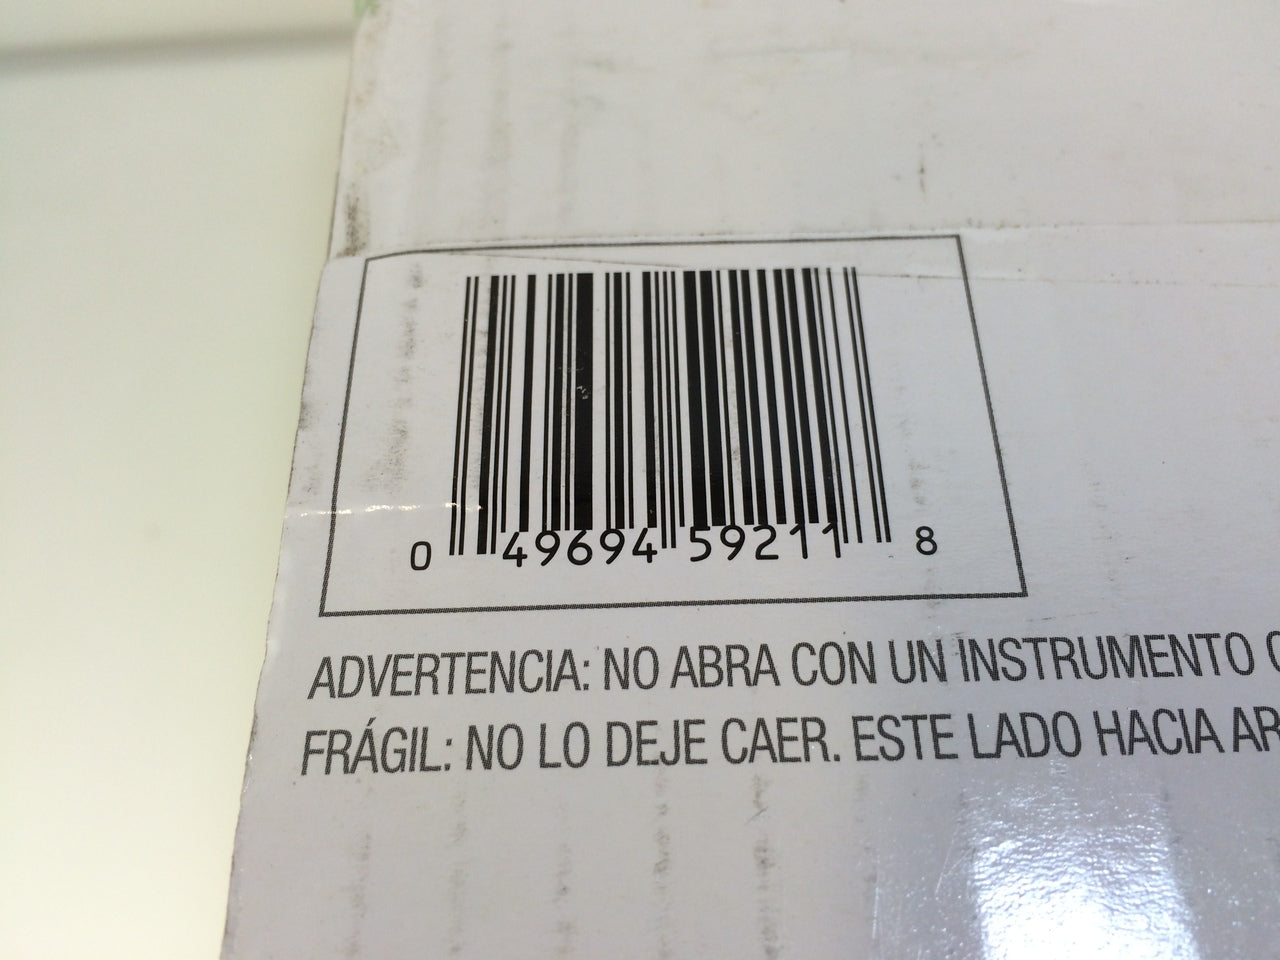 0 49694 59211 8
ADVERTENCIA: NO ABRA CON UN INSTRUMENTO
FRÁGIL: NO LO DEJE CAER. ESTE LADO HACIA